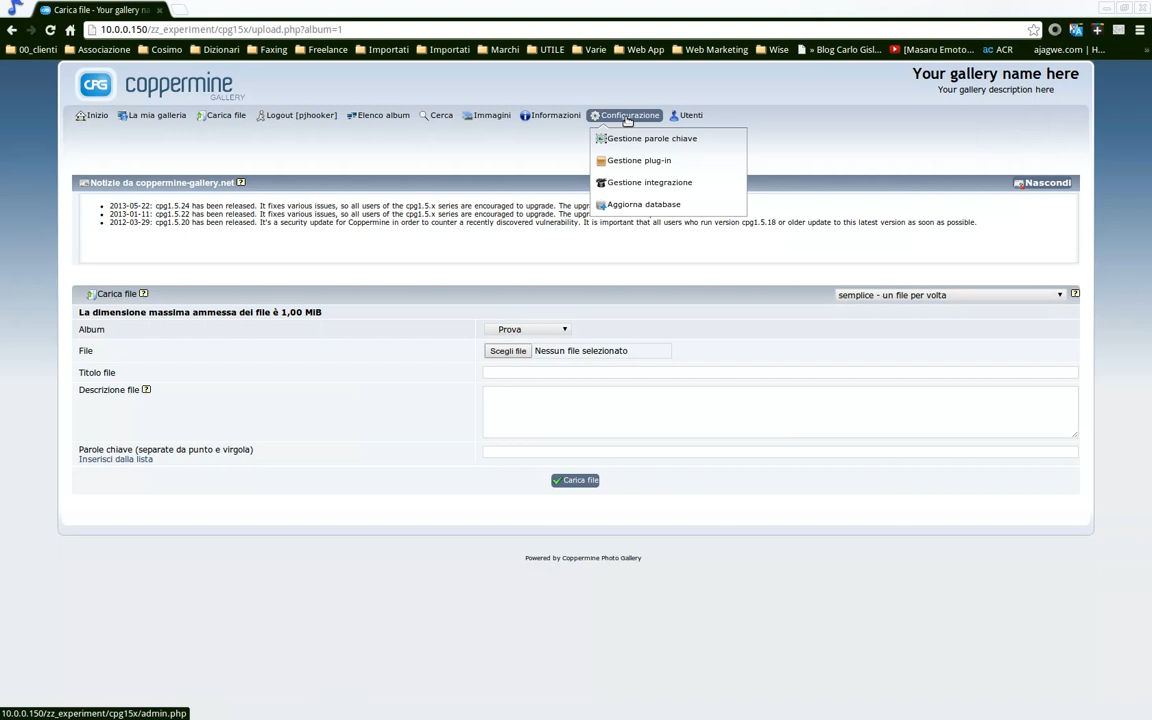 Carica file - Your gallery na
10.0.0.150/zz_experiment/cpg15x/upload.php?album=1
00_clienti Associazione Cosimo Dizionari Faxing Freelance Importati Importati Marchi UTILE Varie Web App Web Marketing Wise » Blog Carlo Gisl... [Masaru Emoto... ac ACR ajagwe.com | H...
CPG coppermine GALLERY
Your gallery name here
Your gallery description here
Inizio La mia galleria Carica file Logout [pjhooker] Elenco album Cerca Immagini Informazioni Configurazione Utenti
Gestione parole chiave
Gestione plug-in
Gestione integrazione
Aggiorna database
Notizie da coppermine-gallery.net ? Nascondi
2013-05-22: cpg1.5.24 has been released. It fixes various issues, so all users of the cpg1.5.x series are encouraged to upgrade. The upg
2013-01-11: cpg1.5.22 has been released. It fixes various issues, so all users of the cpg1.5.x series are encouraged to upgrade. The upg
2012-03-29: cpg1.5.20 has been released. It's a security update for Coppermine in order to counter a recently discovered vulnerability. It is important that all users who run version cpg1.5.18 or older update to this latest version as soon as possible.
Carica file ? semplice - un file per volta ?
La dimensione massima ammessa dei file è 1,00 MiB
Album Prova
File Scegli file Nessun file selezionato
Titolo file
Descrizione file ?
Parole chiave (separate da punto e virgola)
Inserisci dalla lista
Carica file
Powered by Coppermine Photo Gallery
10.0.0.150/zz_experiment/cpg15x/admin.php